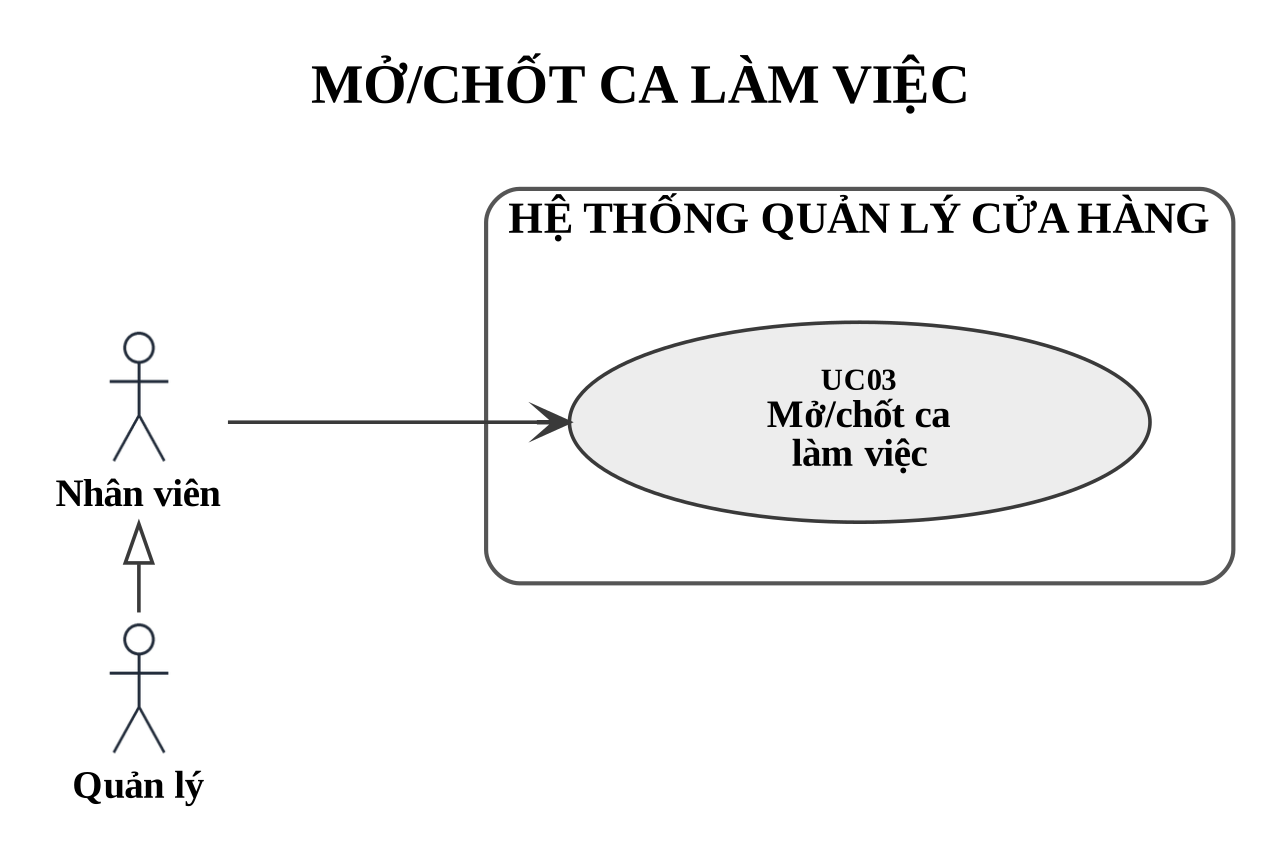 MỞ/CHỐT CA LÀM VIỆC
HỆ THỐNG QUẢN LÝ CỬA HÀNG
UC03
Mở/chốt ca
làm việc
Nhân viên
Quản lý